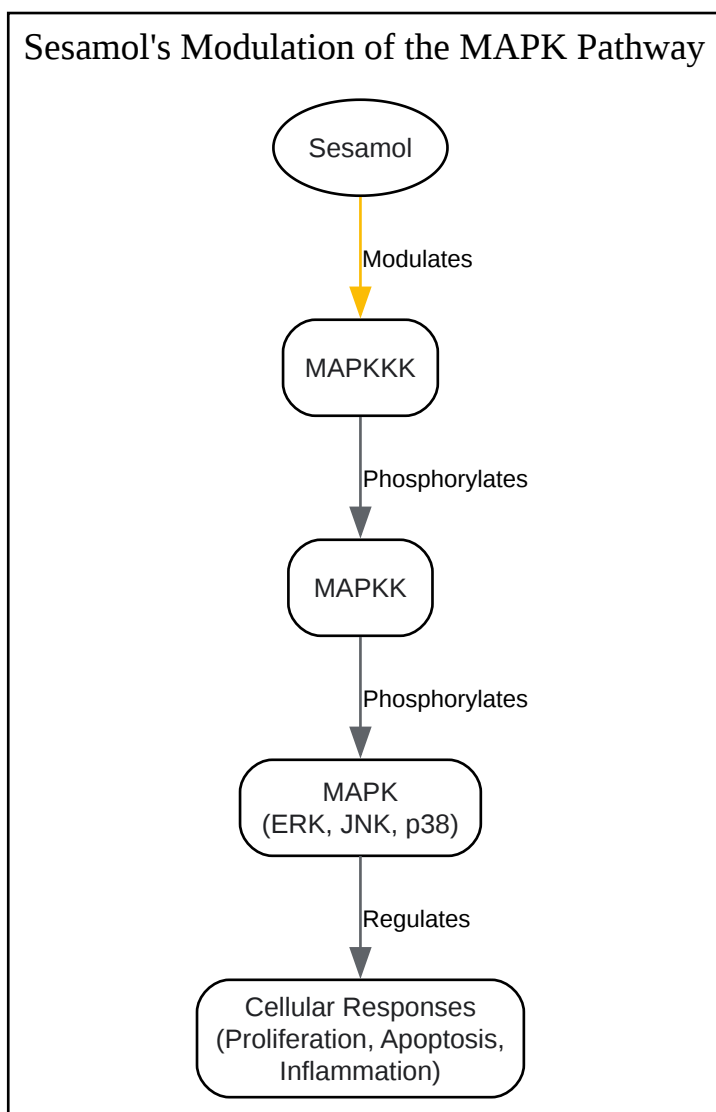 Sesamol's Modulation of the MAPK Pathway
Sesamol
Modulates
MAPKKK
Phosphorylates
MAPKK
Phosphorylates
MAPK
(ERK, JNK, p38)
Regulates
Cellular Responses
(Proliferation, Apoptosis,
Inflammation)